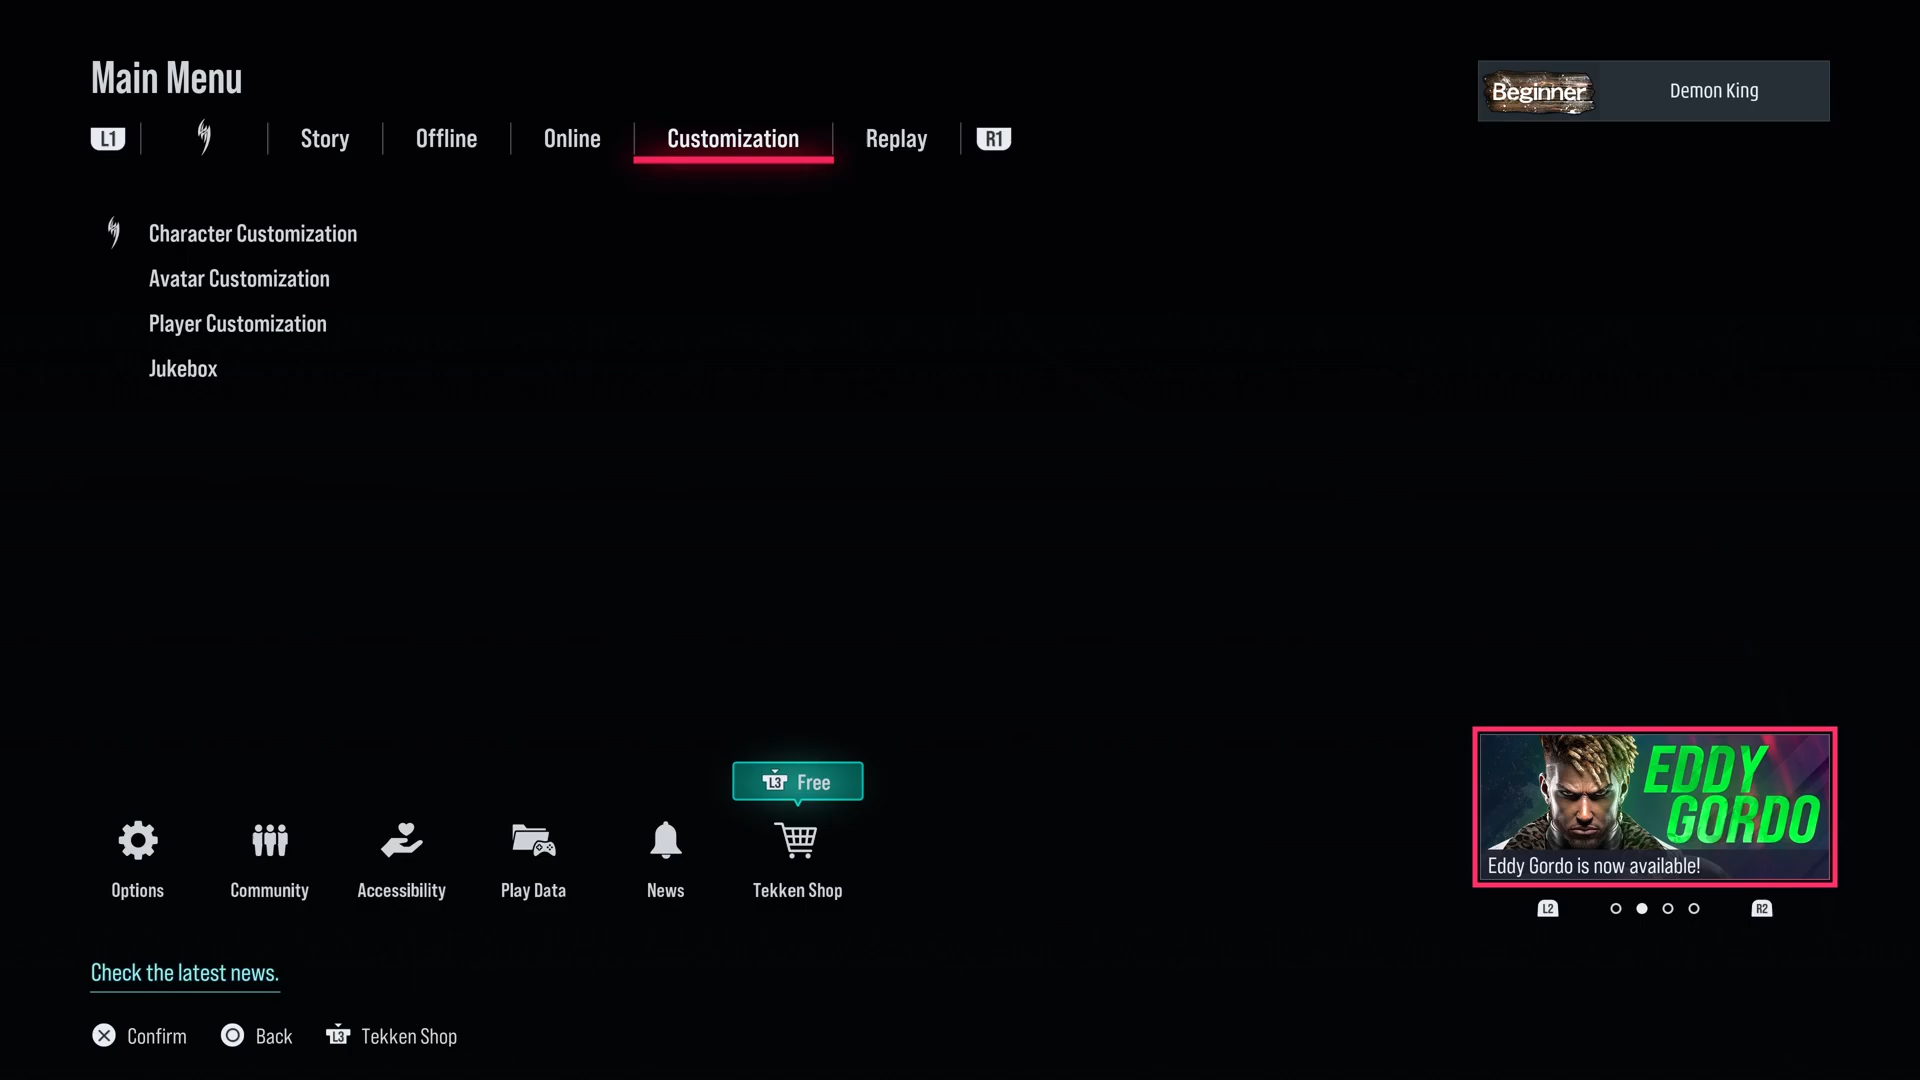 Main Menu
Beginner
Demon King
L1
Story
Offline
Online
Customization
Replay
R1
Character Customization
Avatar Customization
Player Customization
Jukebox
L3 Free
Options
Community
Accessibility
Play Data
News
Tekken Shop
EDDY
GORDO
Eddy Gordo is now available!
L2
R2
Check the latest news.
Confirm
Back
L3 Tekken Shop